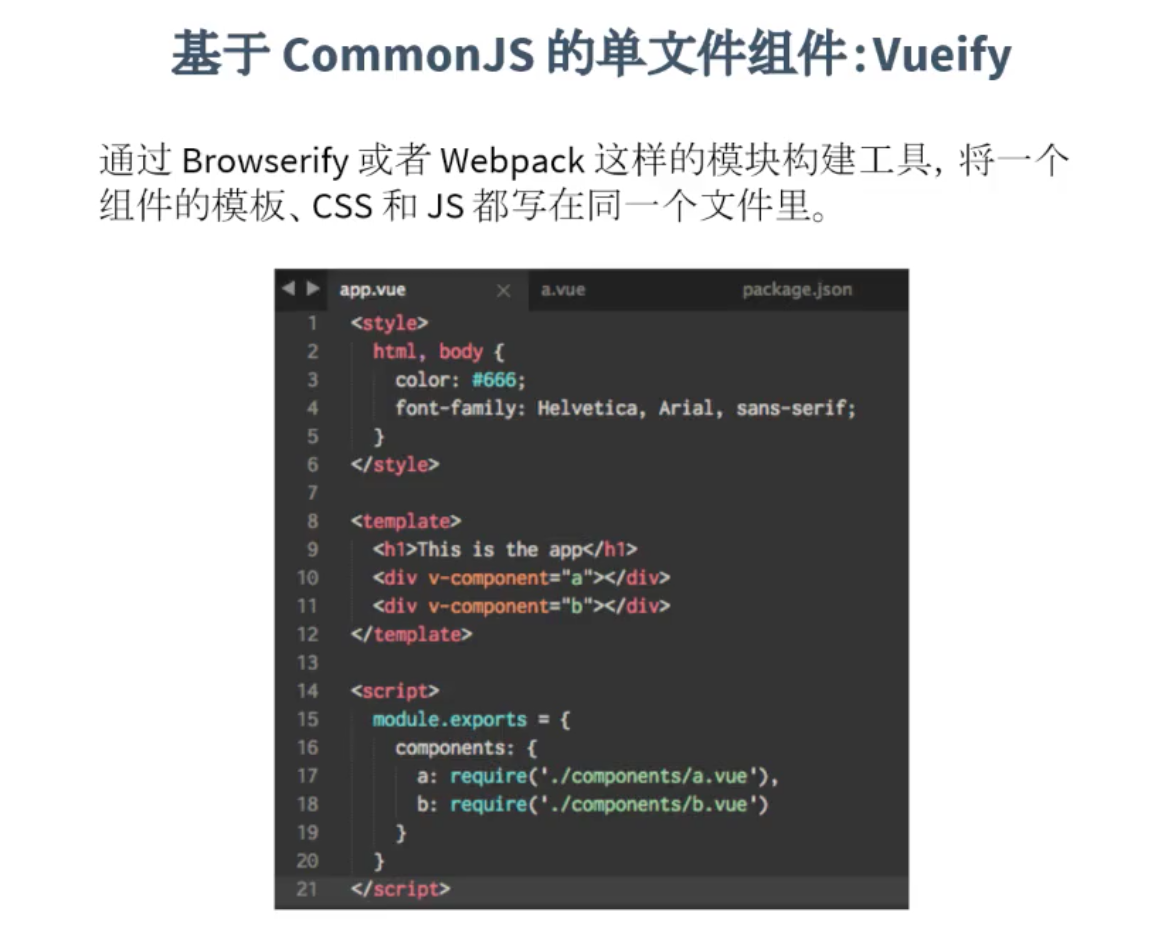 基于 CommonJS 的单文件组件:Vueify
通过 Browserify 或者 Webpack 这样的模块构建工具, 将一个
组件的模板、CSS 和 JS 都写在同一个文件里。
◀ ▶ app.vue × a.vue package.json
1 <style>
2 html, body {
3 color: #666;
4 font-family: Helvetica, Arial, sans-serif;
5 }
6 </style>
7
8 <template>
9 <h1>This is the app</h1>
10 <div v-component="a"></div>
11 <div v-component="b"></div>
12 </template>
13
14 <script>
15 module.exports = {
16 components: {
17 a: require('./components/a.vue'),
18 b: require('./components/b.vue')
19 }
20 }
21 </script>